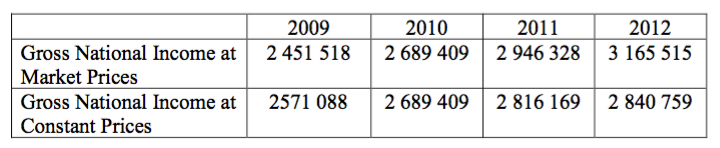 2009 2010 2011 2012
Gross National Income at 2 451 518 2 689 409 2 946 328 3 165 515
Market Prices
Gross National Income at 2571 088 2 689 409 2 816 169 2 840 759
Constant Prices